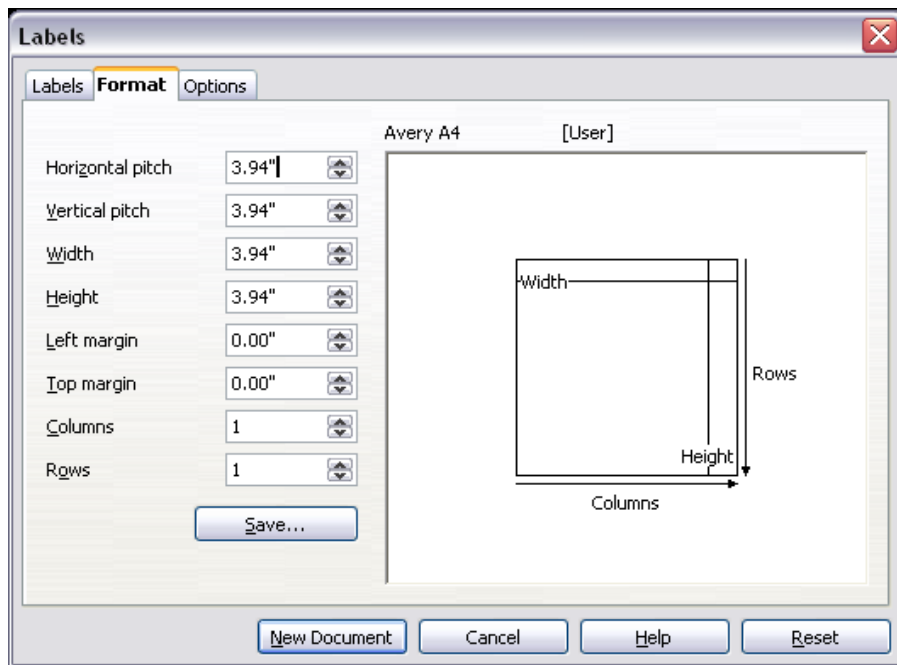 Labels
Labels Format Options
Avery A4 [User]
Horizontal pitch 3.94"
Vertical pitch 3.94"
Width 3.94"
Height 3.94"
Left margin 0.00"
Top margin 0.00"
Columns 1
Rows 1
Save...
Width
Rows
Height
Columns
New Document Cancel Help Reset